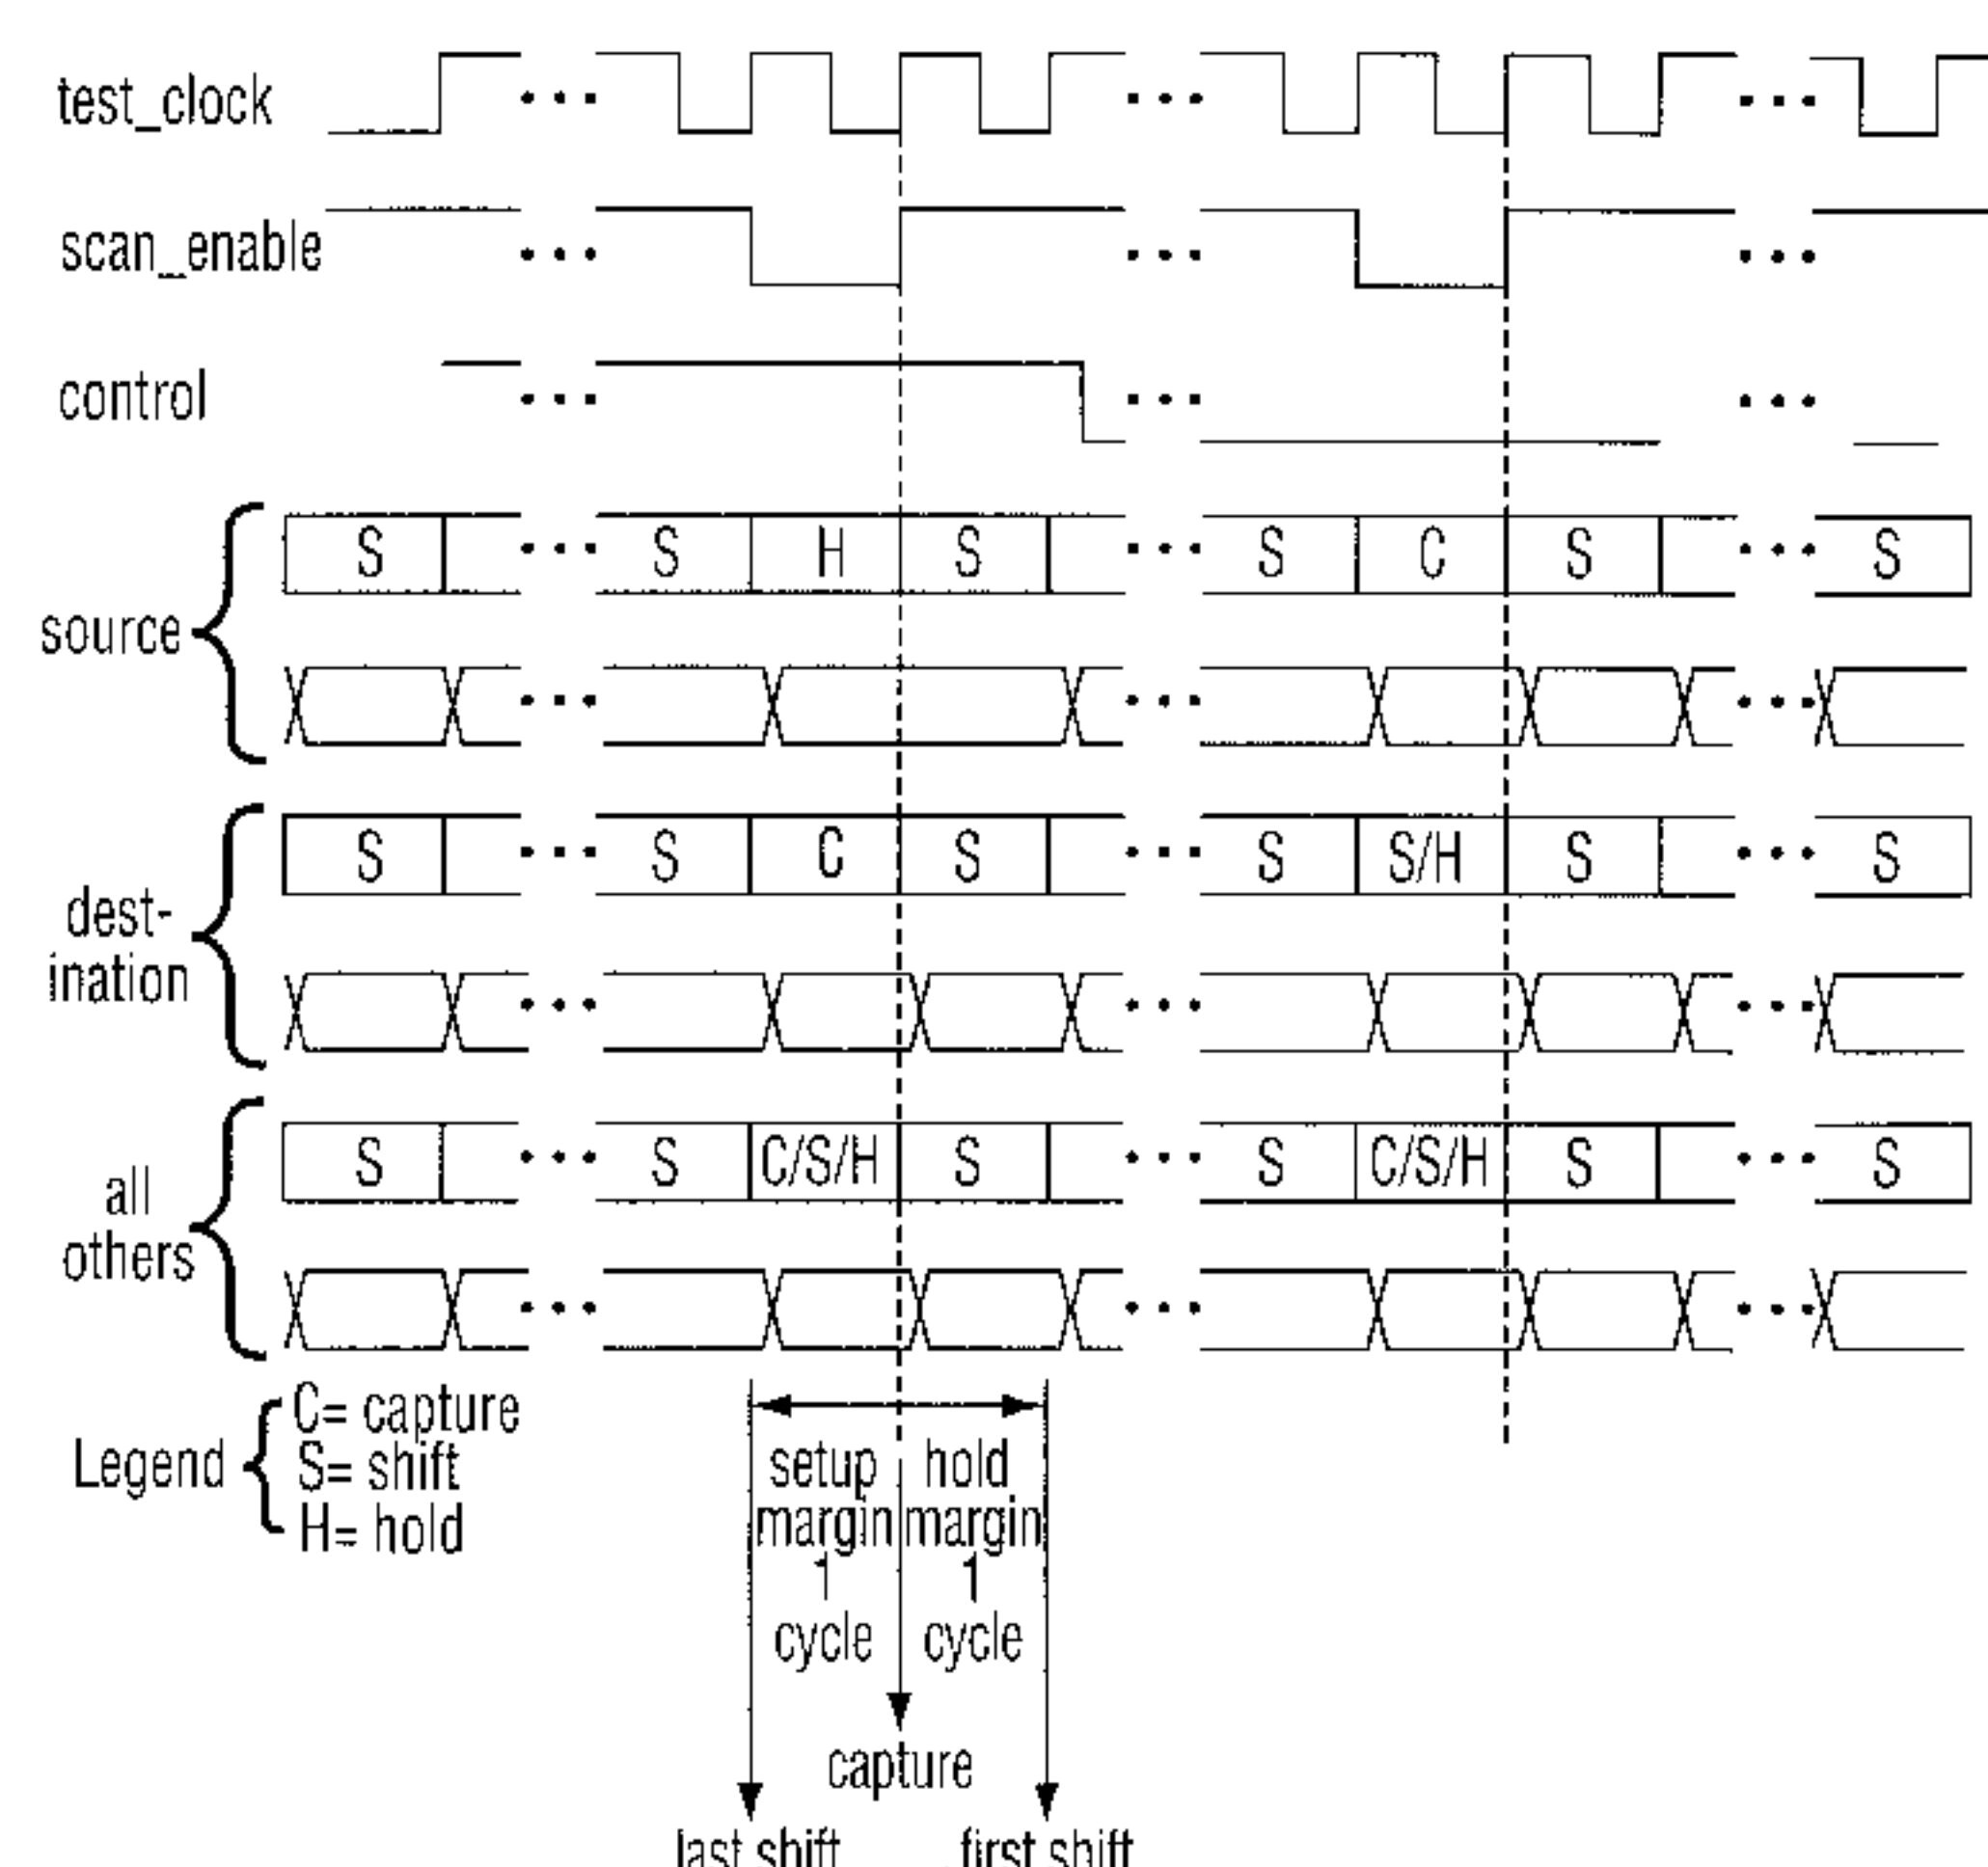 test_clock
scan_enable
control
source
S S H S S C S S
dest-
ination
S S C S S S/H S S
all
others
S S C/S/H S S C/S/H S S
Legend
C= capture
S= shift
H= hold
setup hold
margin margin
1 1
cycle cycle
capture
last shift first shift